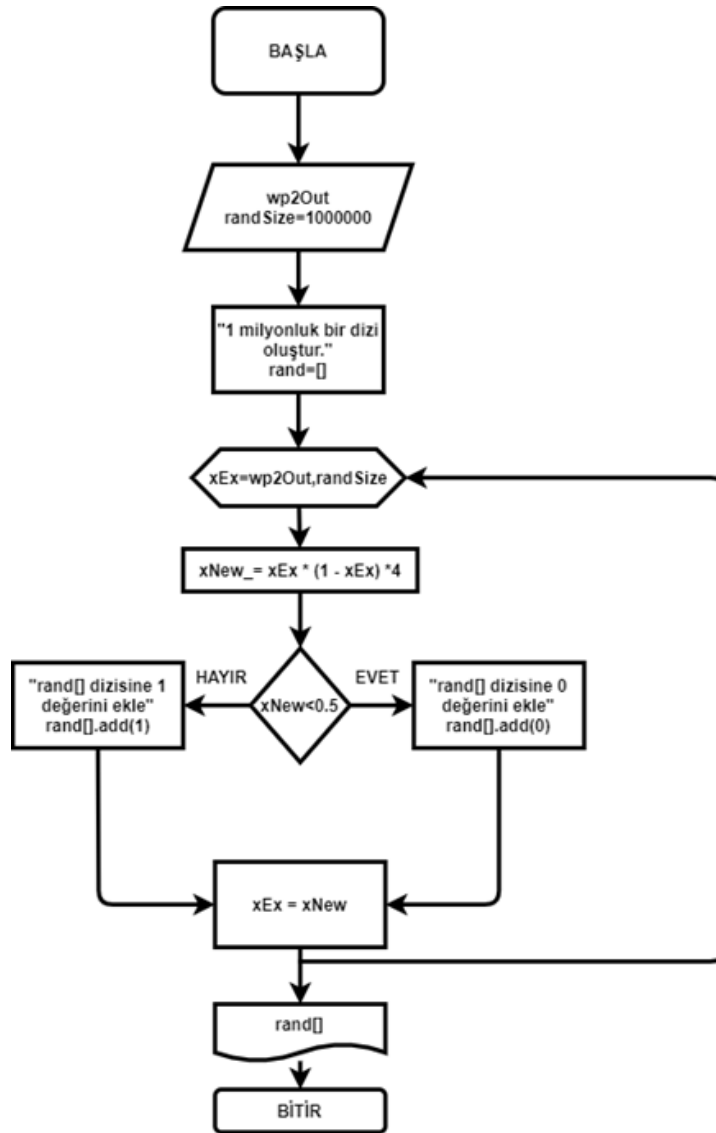 BAŞLA
wp2Out
randSize=1000000
"1 milyonluk bir dizi
oluştur."
rand=[]
xEx=wp2Out,randSize
xNew_= xEx * (1 - xEx) *4
HAYIR
xNew<0.5
EVET
"rand[] dizisine 1
değerini ekle"
rand[].add(1)
"rand[] dizisine 0
değerini ekle"
rand[].add(0)
xEx = xNew
rand[]
BİTİR